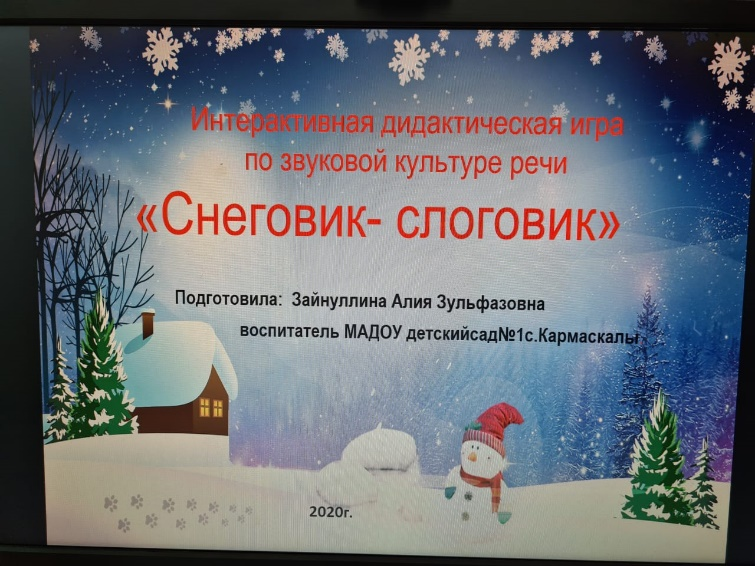 Интерактивная дидактическая игра
по звуковой культуре речи
«Снеговик- слоговик»
Подготовила: Зайнуллина Алия Зульфазовна
воспитатель МАДОУ детскийсад№1с.Кармаскалы
2020г.